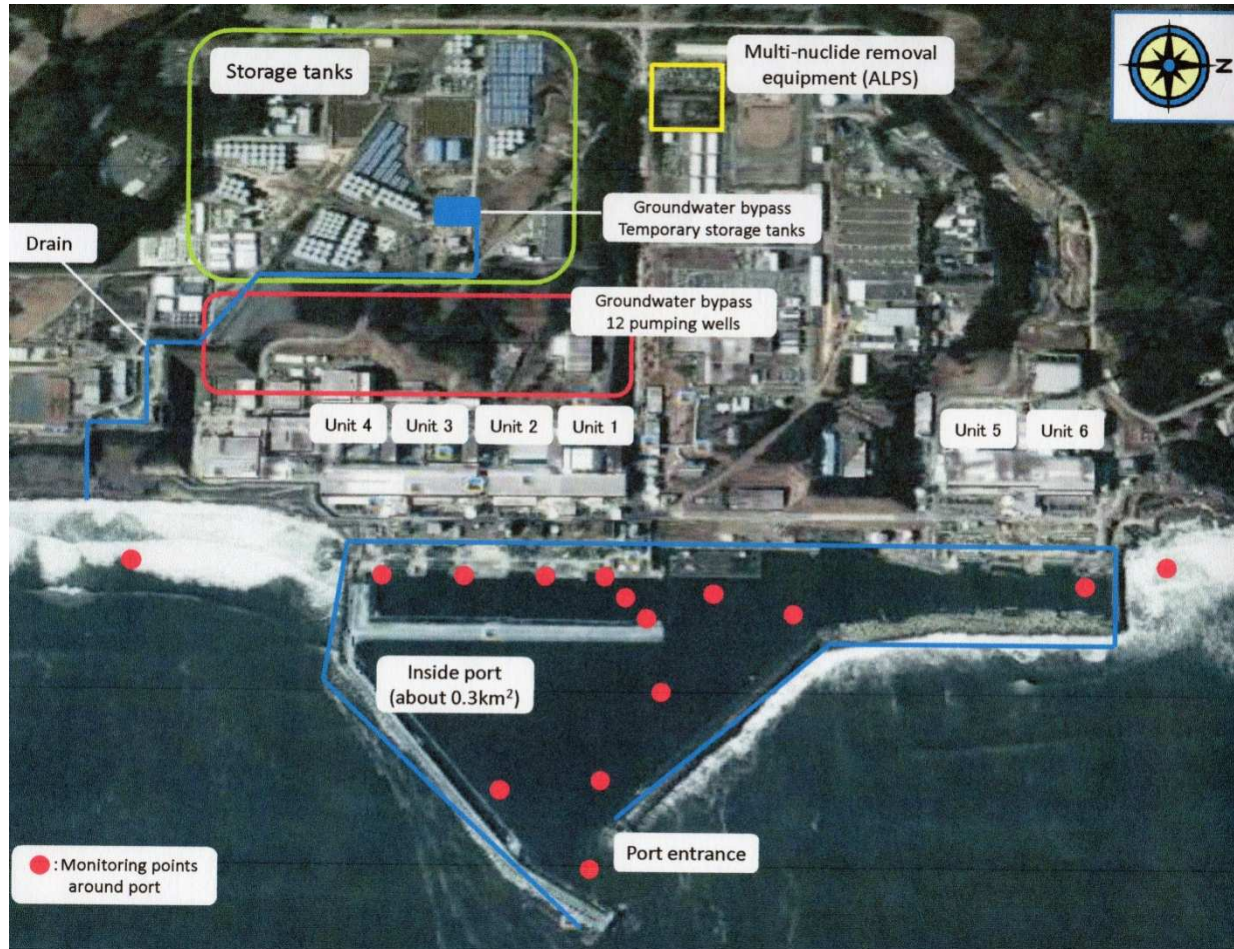 Storage tanks
Multi-nuclide removal
equipment (ALPS)
N
Groundwater bypass
Temporary storage tanks
Drain
Groundwater bypass
12 pumping wells
Unit 4
Unit 3
Unit 2
Unit 1
Unit 5
Unit 6
Inside port
(about 0.3km²)
Port entrance
: Monitoring points
around port